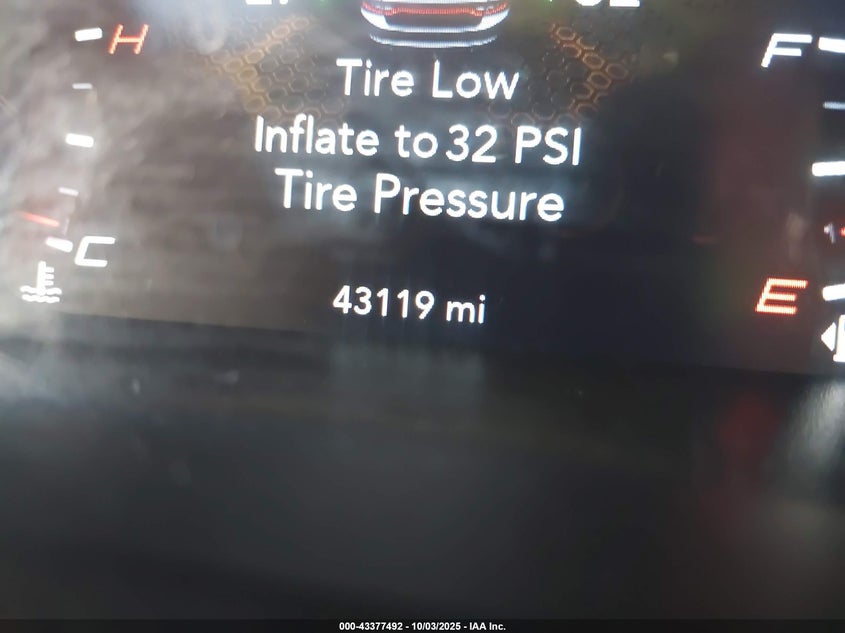 H
F
Tire Low
Inflate to 32 PSI
Tire Pressure
C
E
43119 mi
000-43377492 - 10/03/2025 - IAA Inc.